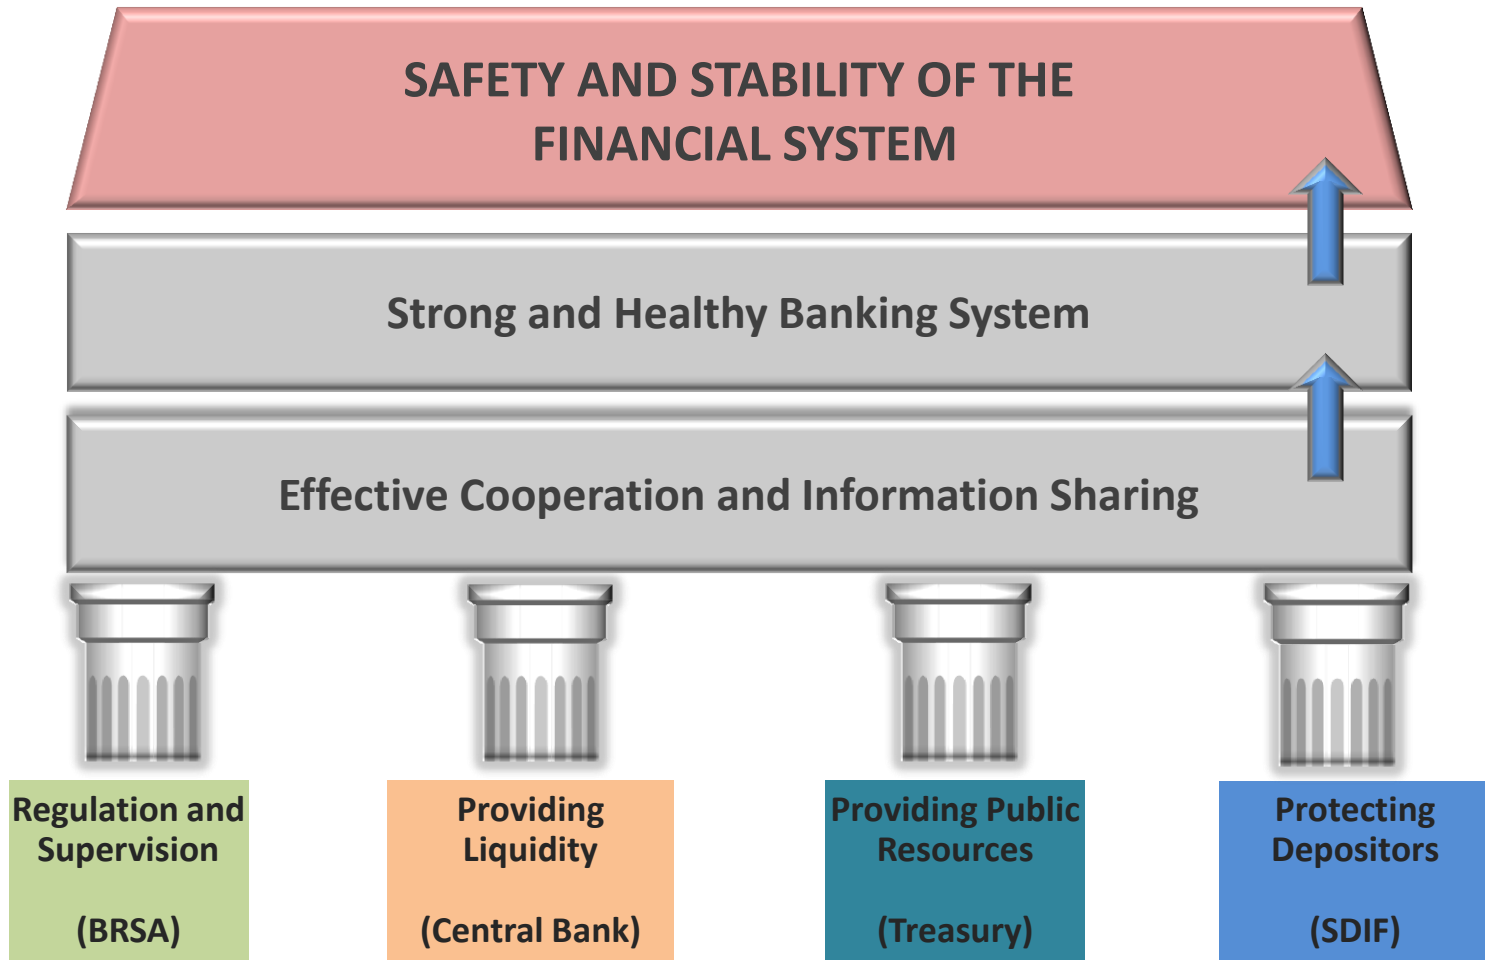 SAFETY AND STABILITY OF THE
FINANCIAL SYSTEM
Strong and Healthy Banking System
Effective Cooperation and Information Sharing
Regulation and
Supervision
(BRSA)
Providing
Liquidity
(Central Bank)
Providing Public
Resources
(Treasury)
Protecting
Depositors
(SDIF)